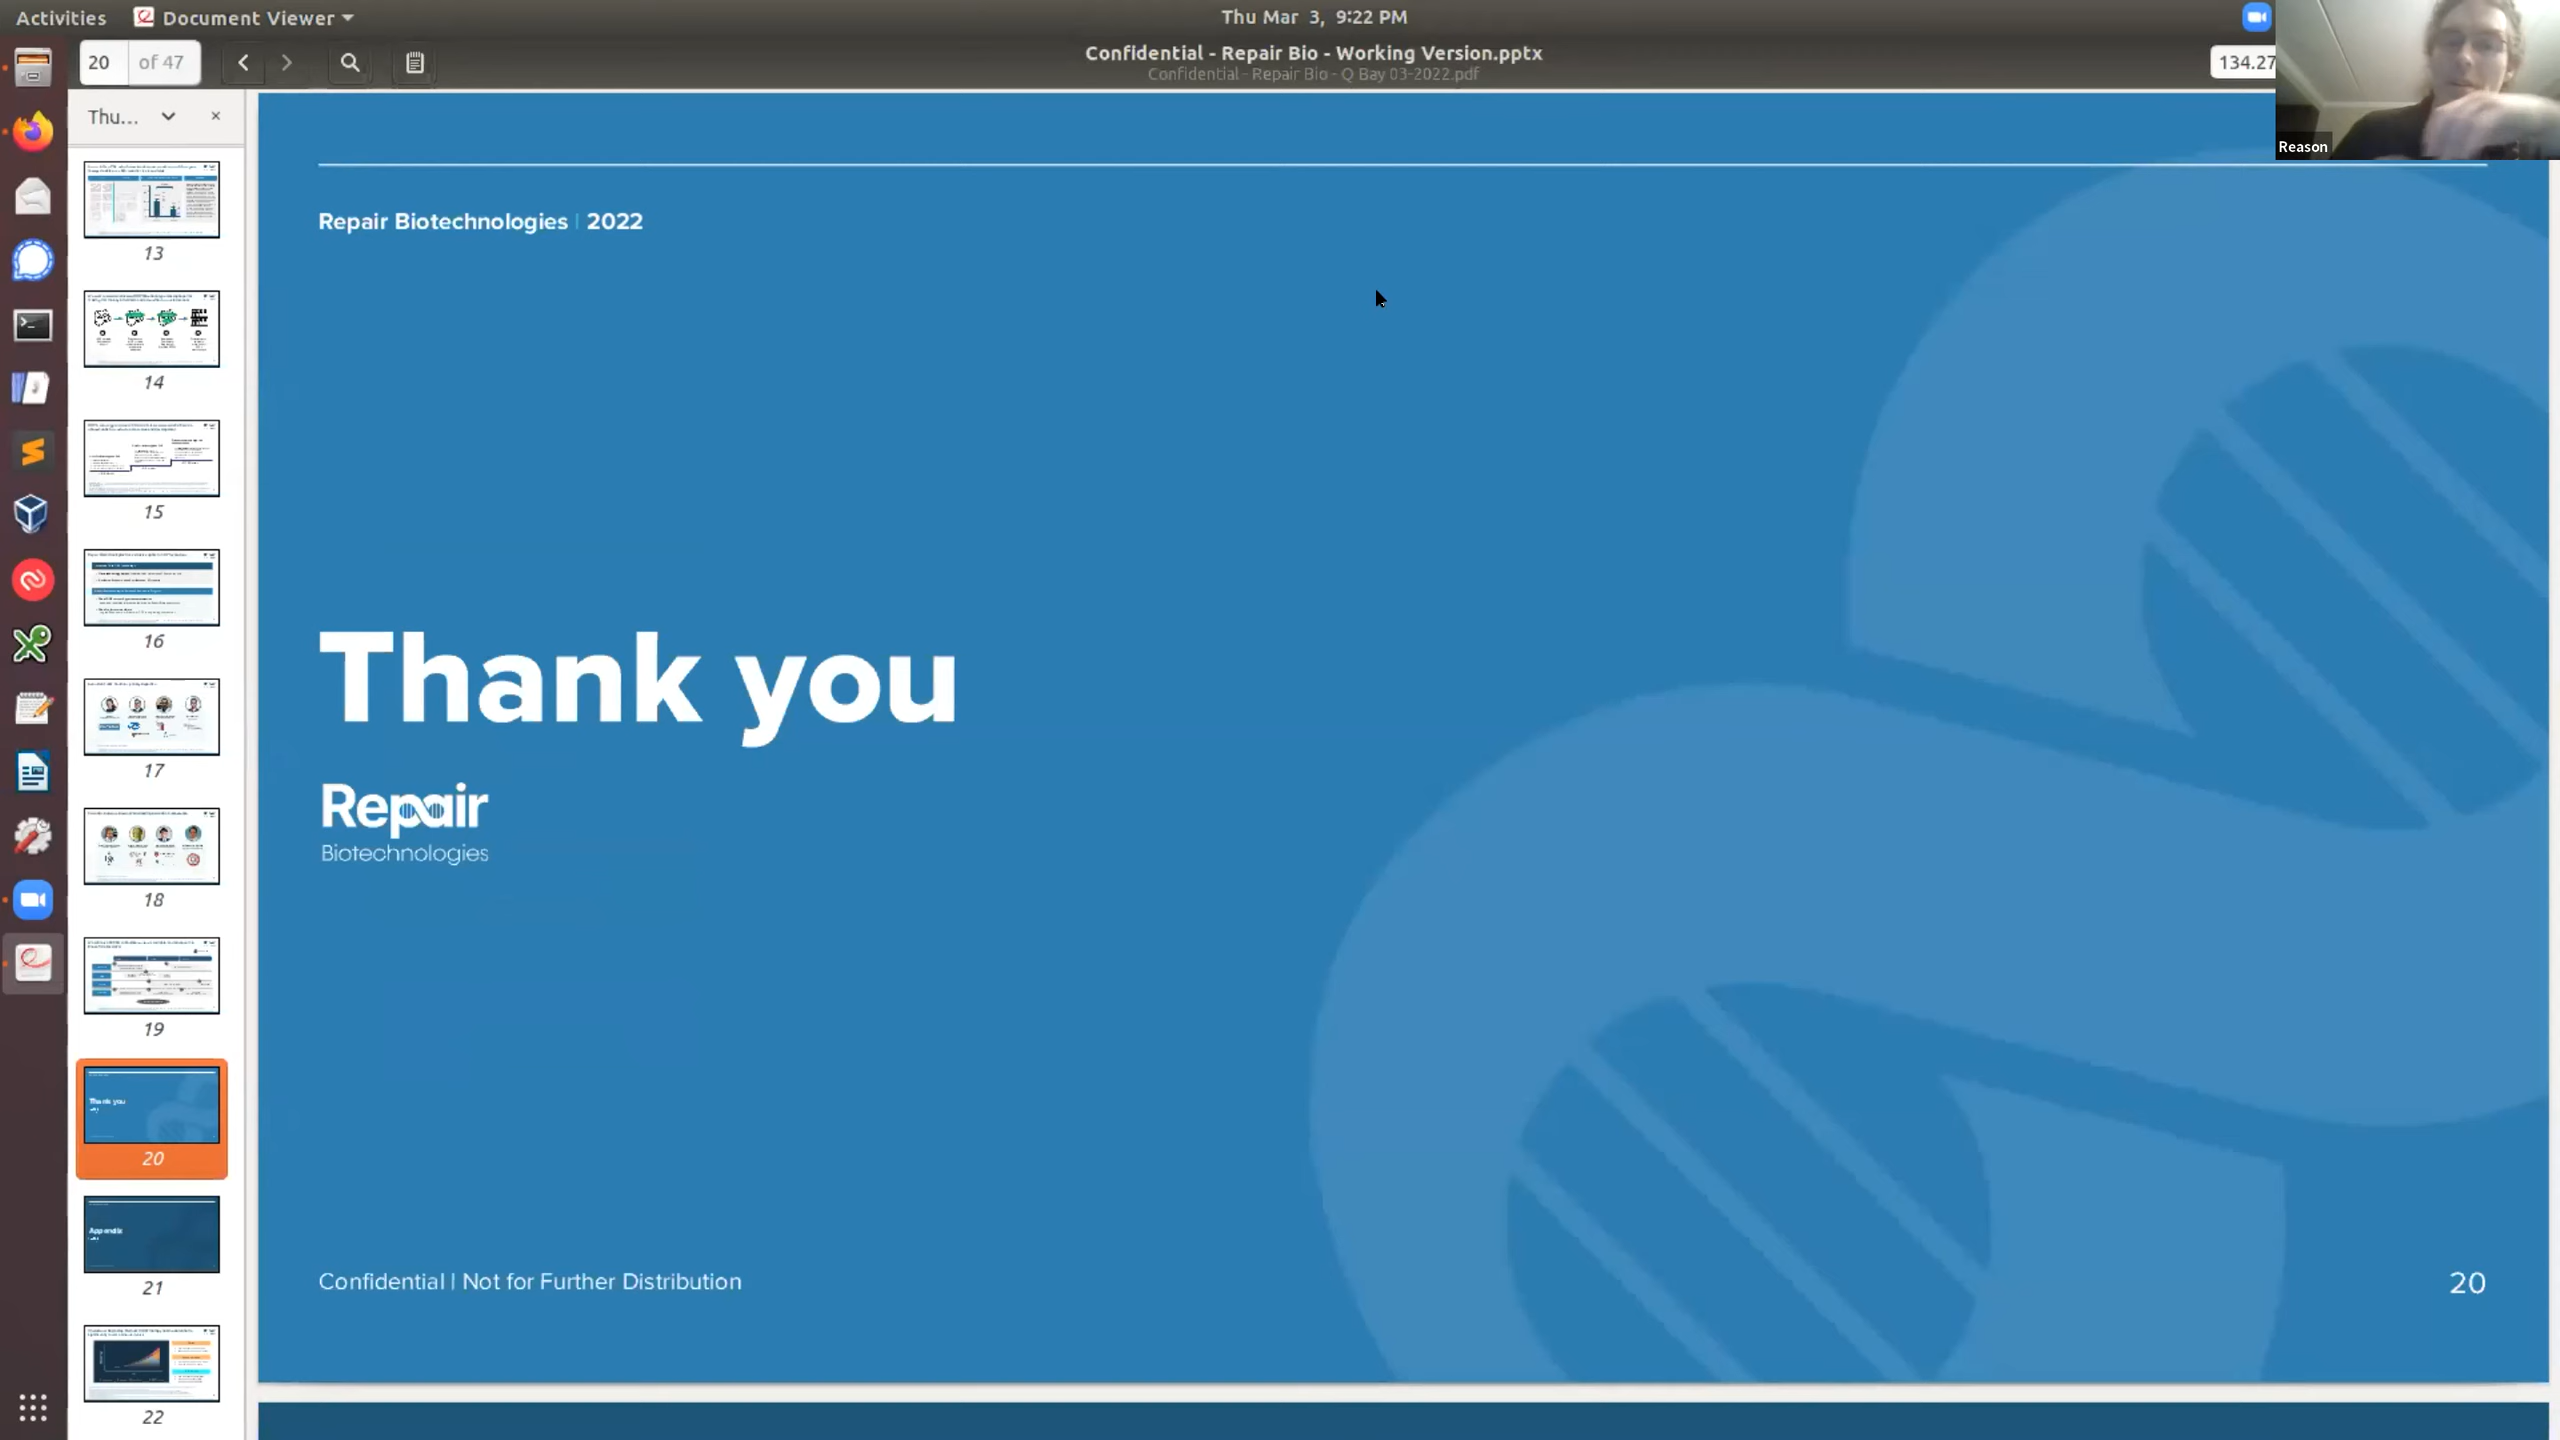 Activities
Document Viewer
Thu Mar 3, 9:22 PM
20 of 47
Confidential - Repair Bio - Working Version.pptx
Confidential - Repair Bio - Q Bay 03-2022.pdf
134.27
Reason
Thu...
13
14
15
16
17
18
19
Thank you
20
Appendix
21
22
Repair Biotechnologies | 2022
Thank you
Repair
Biotechnologies
Confidential | Not for Further Distribution
20